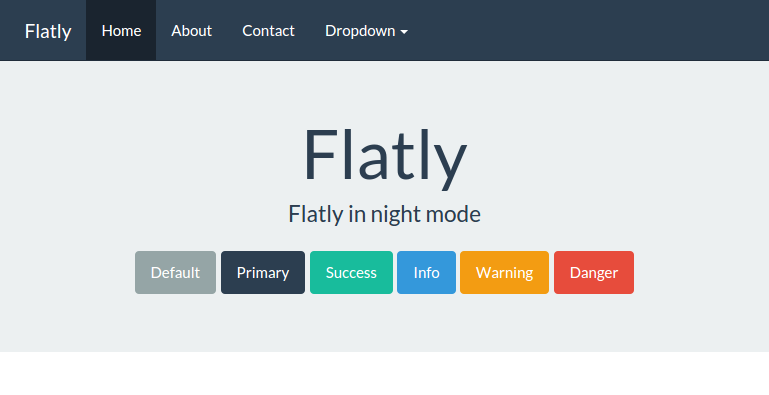 Flatly Home About Contact Dropdown
Flatly
Flatly in night mode
Default Primary Success Info Warning Danger